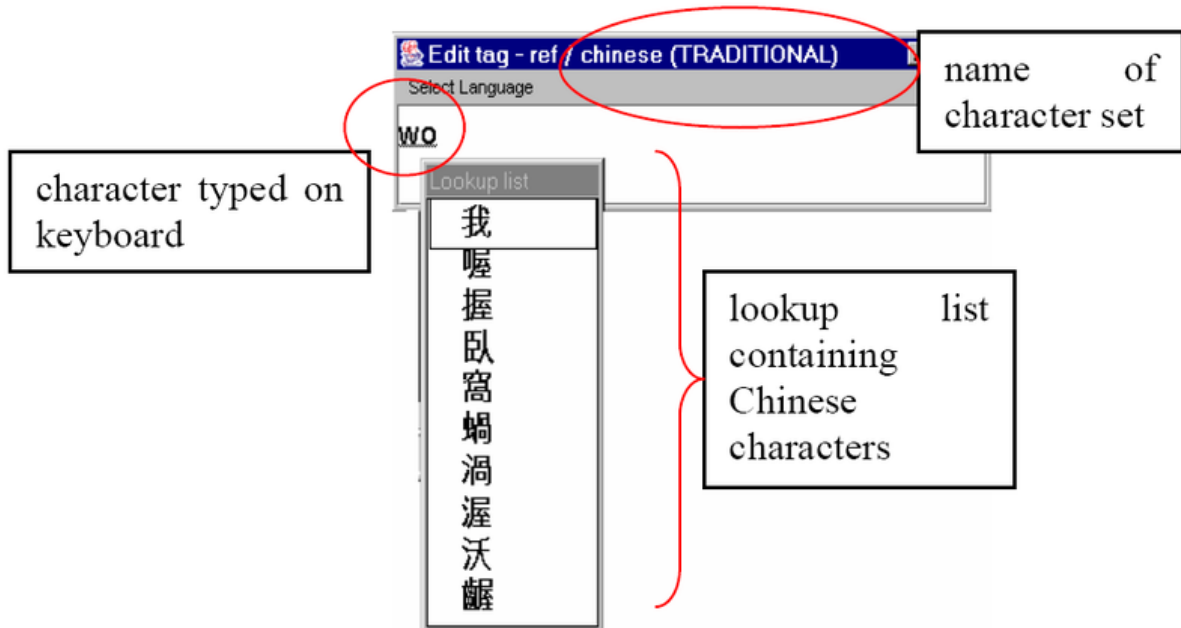 Edit tag - ref / chinese (TRADITIONAL)
Select Language
wo
Lookup list
我
喔
握
臥
窩
蝸
渦
渥
沃
齷
name of
character set
character typed on
keyboard
lookup list
containing
Chinese
characters